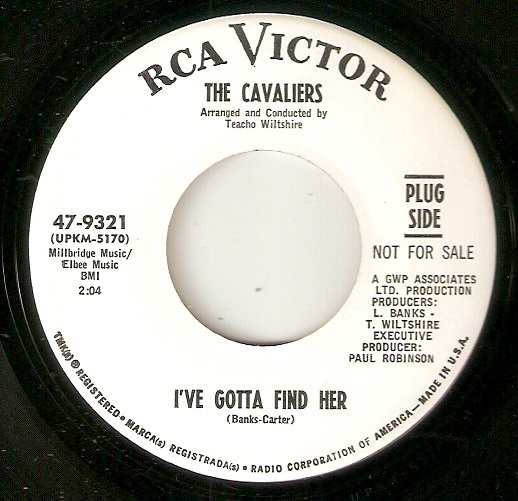 RCA VICTOR
THE CAVALIERS
Arranged and Conducted by
Teacho Wiltshire
PLUG
SIDE
47-9321
(UPKM-5170)
Millbridge Music/
Elbee Music
BMI
2:04
NOT FOR SALE
A GWP ASSOCIATES
LTD. PRODUCTION
PRODUCERS:
L. BANKS -
T. WILTSHIRE
EXECUTIVE
PRODUCER:
PAUL ROBINSON
I'VE GOTTA FIND HER
(Banks-Carter)
TMK(s) ® REGISTERED • MARCA(s) REGISTRADA(s) • RADIO CORPORATION OF AMERICA—MADE IN U.S.A.